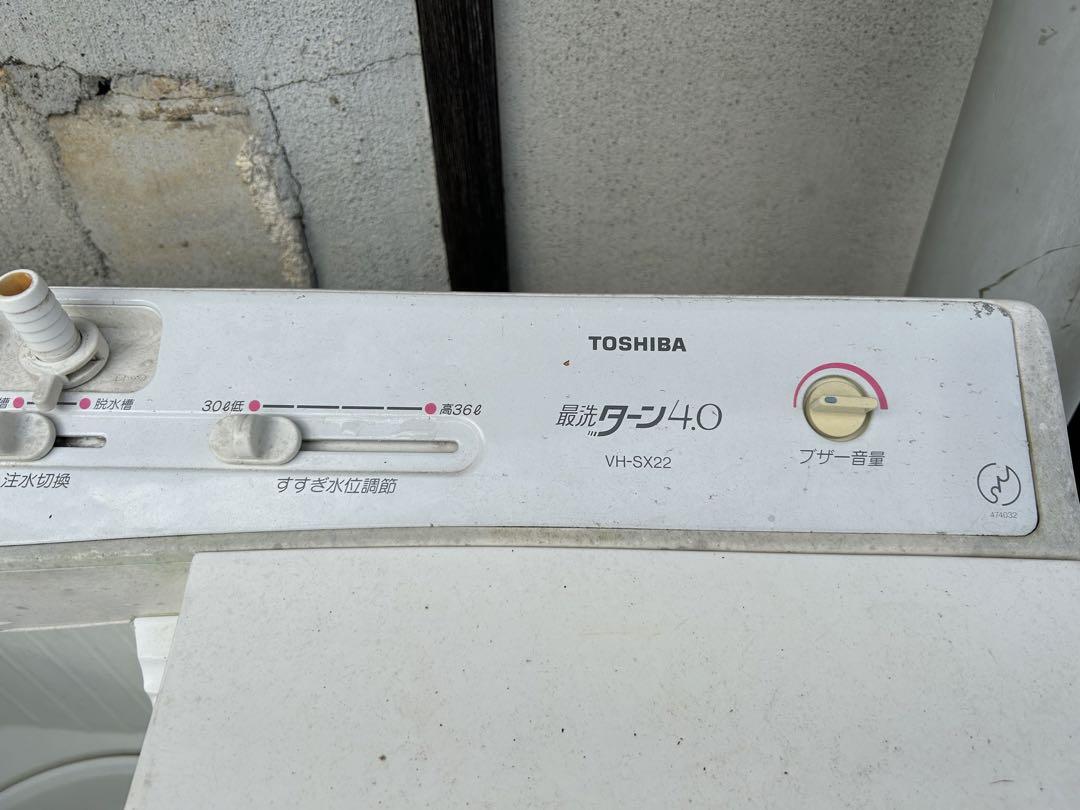 TOSHIBA
最洗ターン4.0
VH-SX22
ブザー音量
474032
槽 脱水槽
注水切換
30ℓ低 高36ℓ
すすぎ水位調節